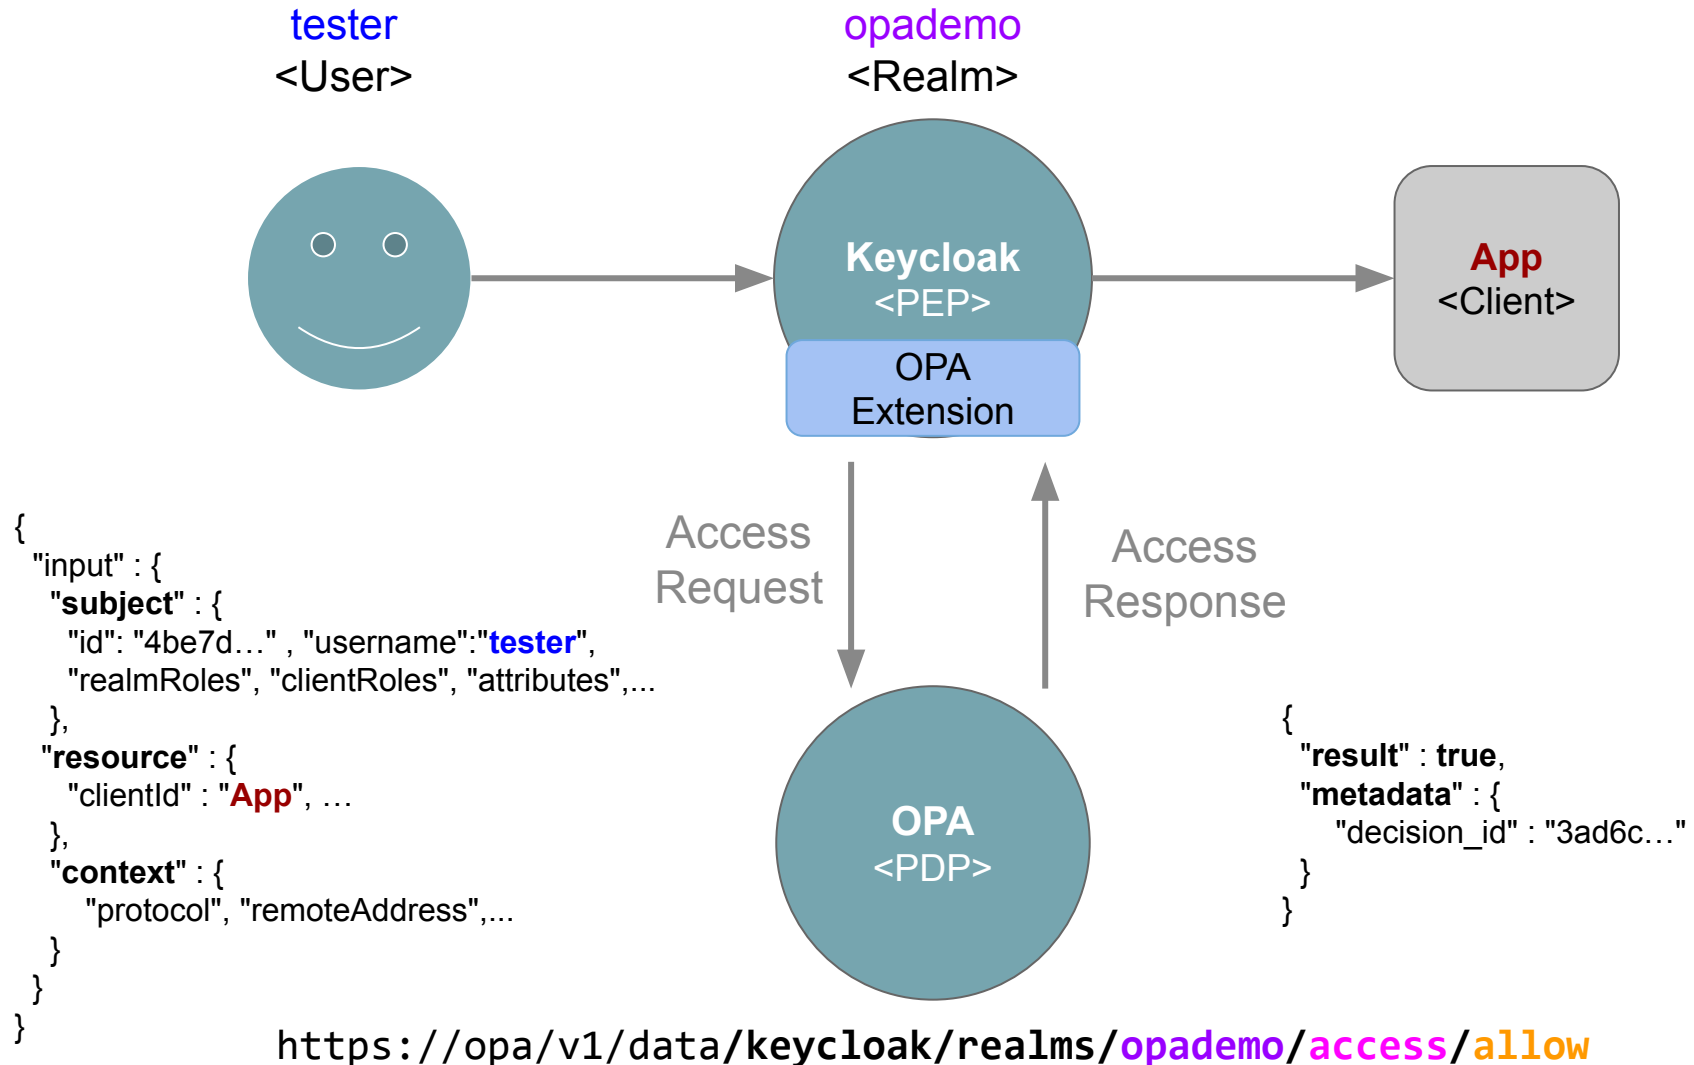 tester
<User>
opademo
<Realm>
Keycloak
<PEP>
OPA
Extension
App
<Client>
Access
Request
Access
Response
{
"input" : {
"subject" : {
"id": "4be7d…" , "username":"tester",
"realmRoles", "clientRoles", "attributes",...
},
"resource" : {
"clientId" : "App", …
},
"context" : {
"protocol", "remoteAddress",...
}
}
}
OPA
<PDP>
{
"result" : true,
"metadata" : {
"decision_id" : "3ad6c…"
}
}
https://opa/v1/data/keycloak/realms/opademo/access/allow